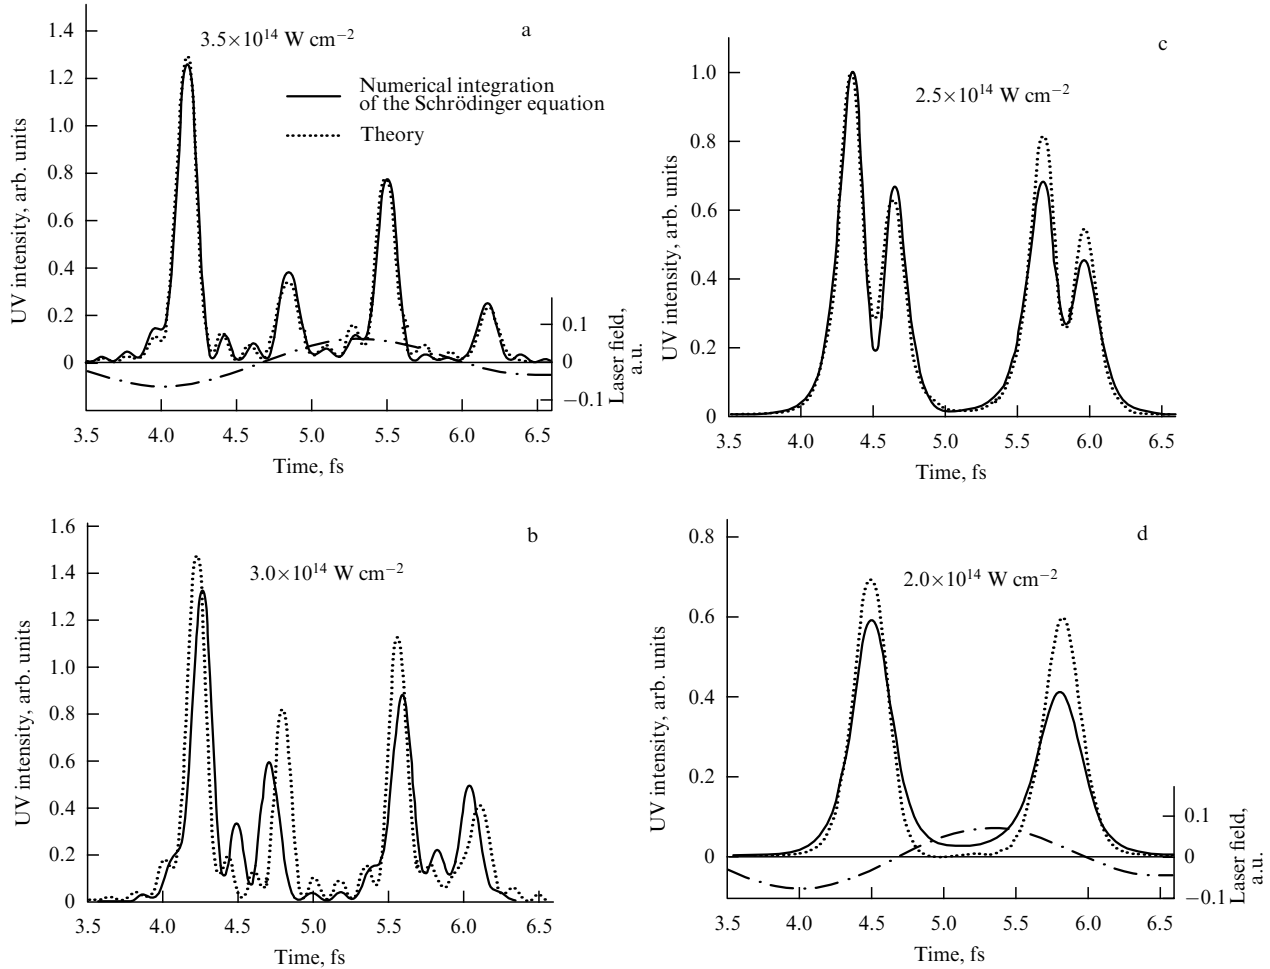 a
3.5×10¹⁴ W cm−2
Numerical integration
of the Schrödinger equation
Theory
UV intensity, arb. units
1.4
1.2
1.0
0.8
0.6
0.4
0.2
0
0.1
0
−0.1
Laser field,
a.u.
3.5 4.0 4.5 5.0 5.5 6.0 6.5
Time, fs
c
2.5×10¹⁴ W cm−2
UV intensity, arb. units
1.0
0.8
0.6
0.4
0.2
0
3.5 4.0 4.5 5.0 5.5 6.0 6.5
Time, fs
b
3.0×10¹⁴ W cm−2
UV intensity, arb. units
1.6
1.4
1.2
1.0
0.8
0.6
0.4
0.2
0
3.5 4.0 4.5 5.0 5.5 6.0 6.5
Time, fs
d
2.0×10¹⁴ W cm−2
UV intensity, arb. units
0.8
0.6
0.4
0.2
0
0.1
0
−0.1
Laser field,
a.u.
3.5 4.0 4.5 5.0 5.5 6.0 6.5
Time, fs